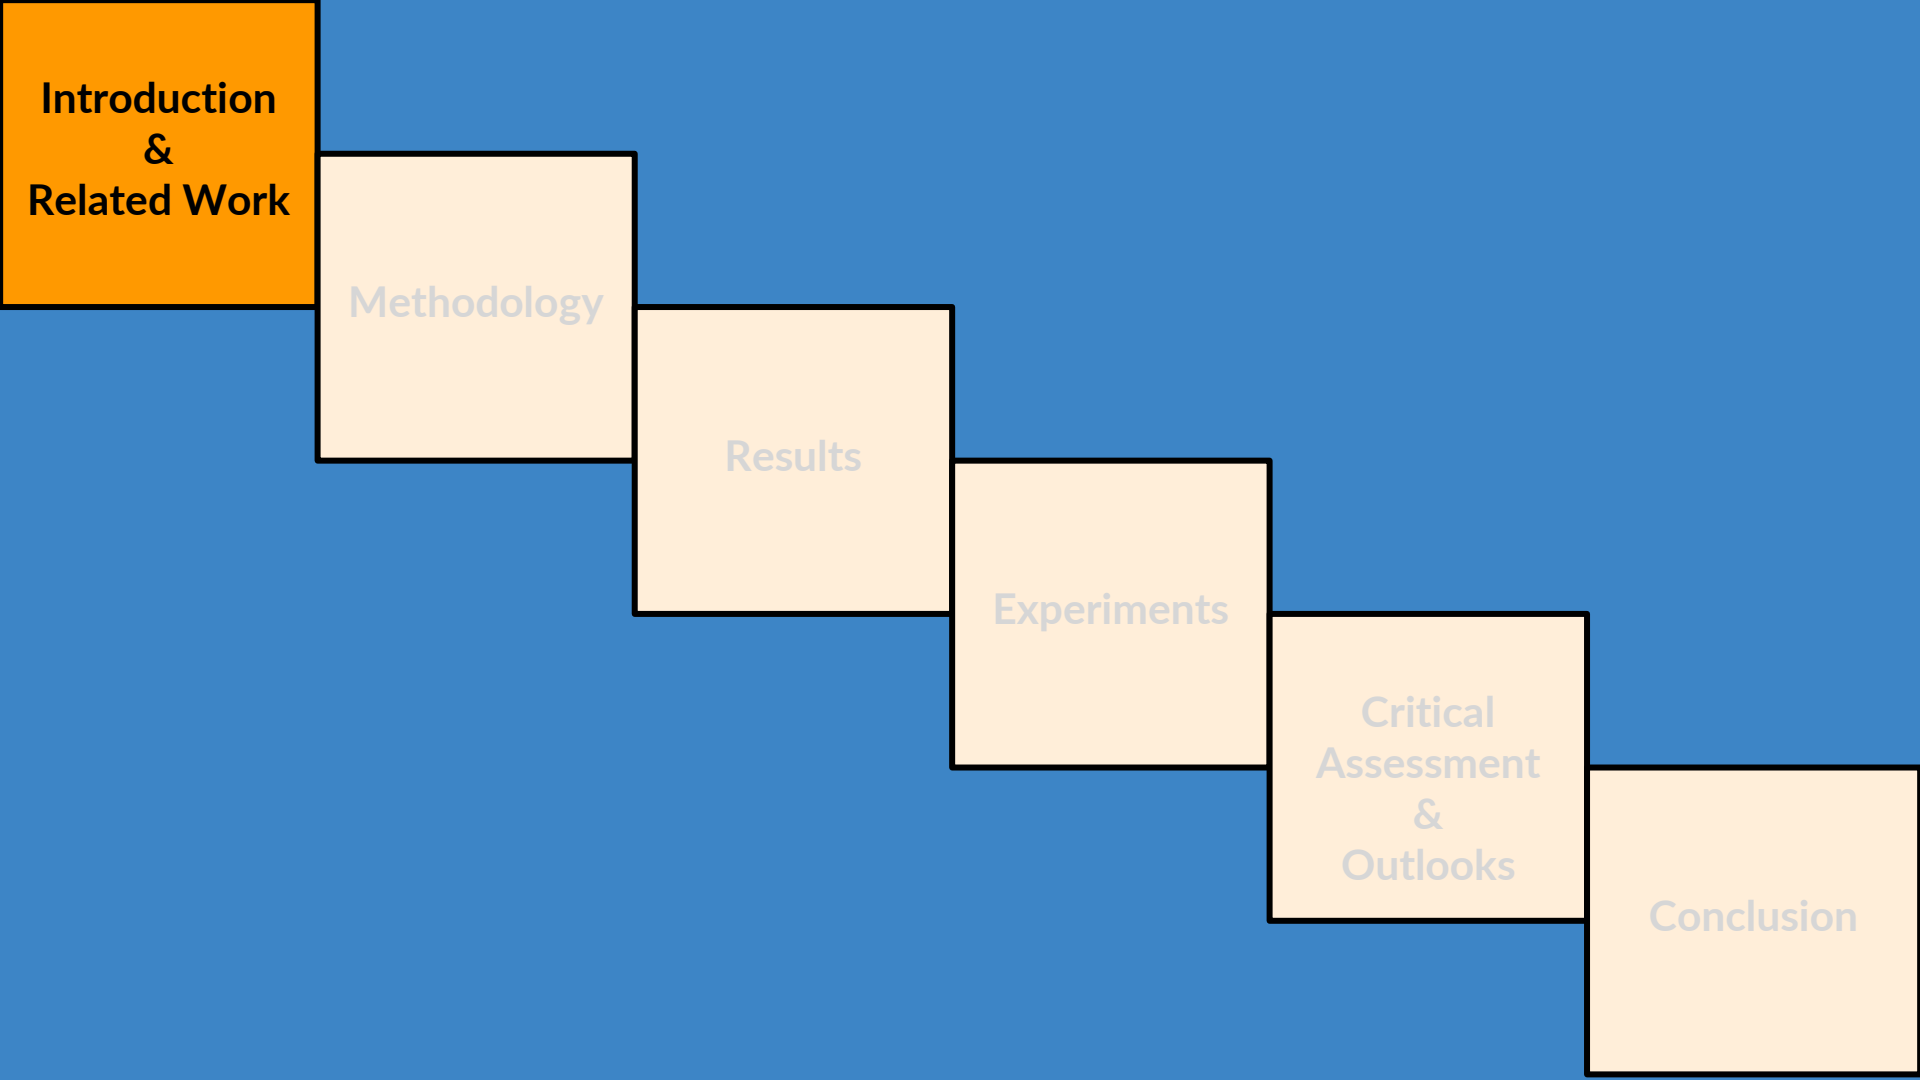 Introduction
&
Related Work
Methodology
Results
Experiments
Critical
Assessment
&
Outlooks
Conclusion